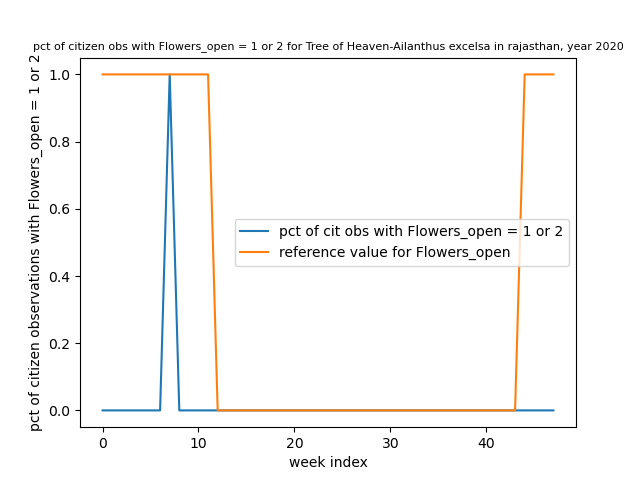 pct of citizen obs with Flowers_open = 1 or 2 for Tree of Heaven-Ailanthus excelsa in rajasthan, year 2020
pct of citizen observations with Flowers_open = 1 or 2
1.0
0.8
0.6
0.4
0.2
0.0
pct of cit obs with Flowers_open = 1 or 2
reference value for Flowers_open
0
10
20
30
40
week index